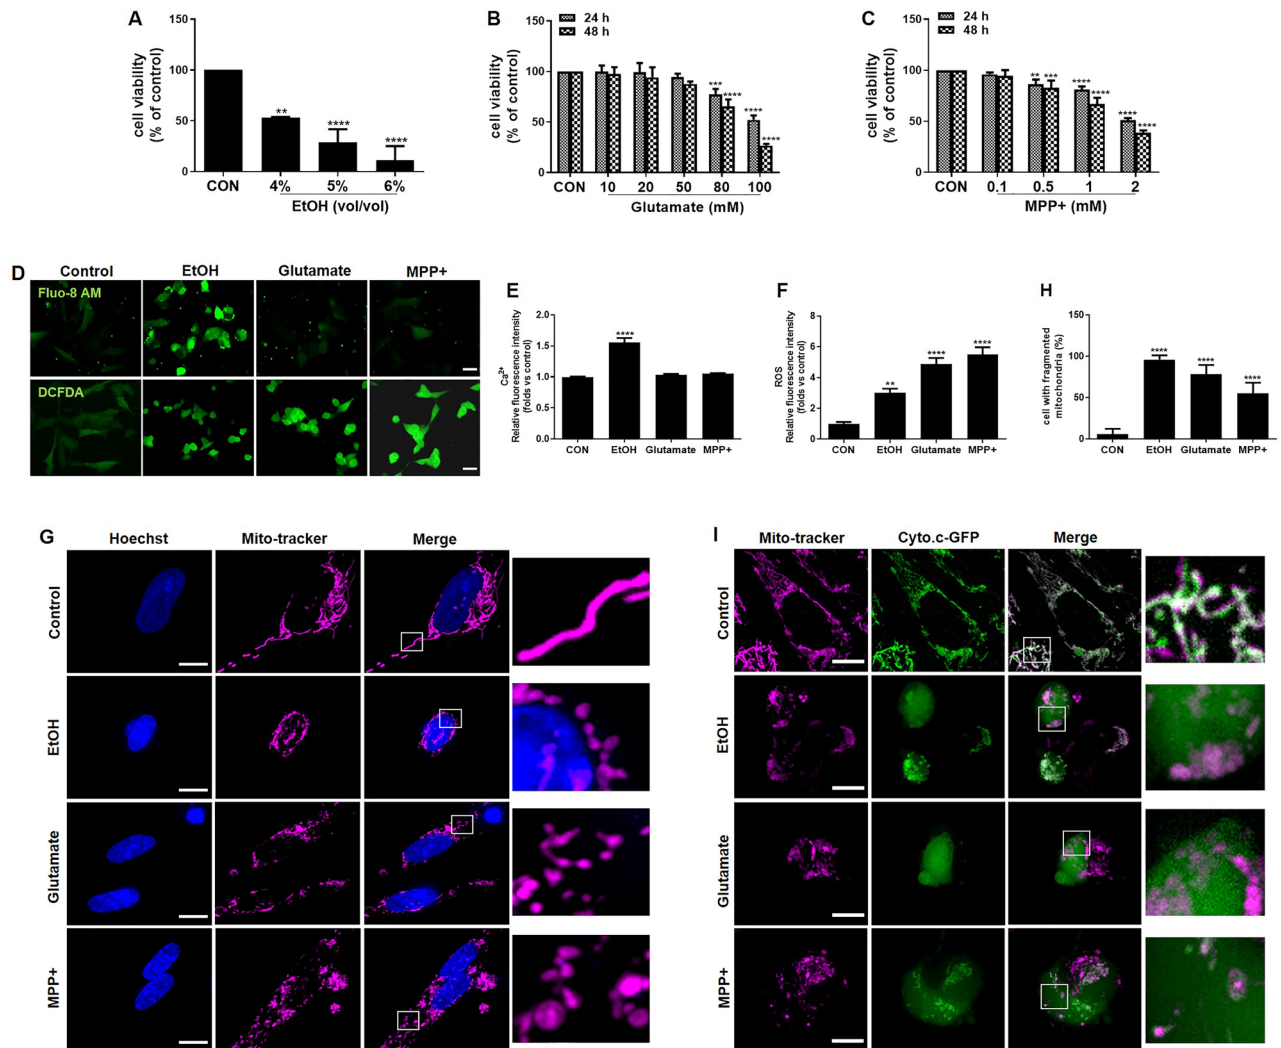 A
cell viability
(% of control)
150
100
50
0
**
****
****
CON
4%
5%
6%
EtOH (vol/vol)
B
24 h
48 h
cell viability
(% of control)
150
100
50
0
***
****
****
****
CON
10
20
50
80
100
Glutamate (mM)
C
24 h
48 h
cell viability
(% of control)
150
100
50
0
**
***
****
****
****
****
CON
0.1
0.5
1
2
MPP+ (mM)
D
Control
EtOH
Glutamate
MPP+
Fluo-8 AM
DCFDA
E
Ca2+
Relative fluorescence intensity
(folds vs control)
2.0
1.5
1.0
0.5
0.0
****
CON
EtOH
Glutamate
MPP+
F
ROS
Relative fluorescence intensity
(folds vs control)
8
6
4
2
0
**
****
****
CON
EtOH
Glutamate
MPP+
H
cell with fragmented
mitochondria (%)
150
100
50
0
****
****
****
CON
EtOH
Glutamate
MPP+
G
Hoechst
Mito-tracker
Merge
Control
EtOH
Glutamate
MPP+
I
Mito-tracker
Cyto.c-GFP
Merge
Control
EtOH
Glutamate
MPP+